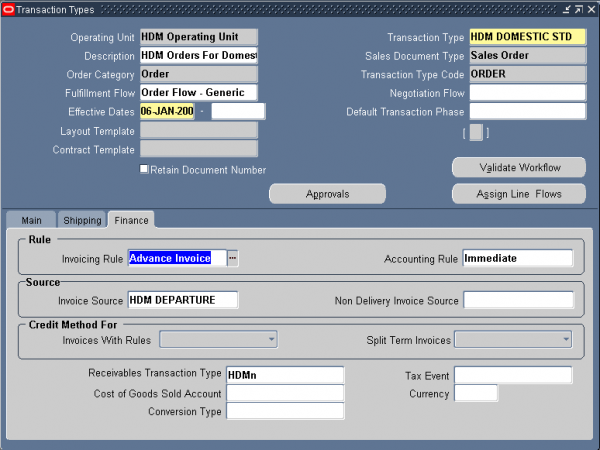 Transaction Types
Operating Unit HDM Operating Unit Transaction Type HDM DOMESTIC STD
Description HDM Orders For Domest Sales Document Type Sales Order
Order Category Order Transaction Type Code ORDER
Fulfillment Flow Order Flow - Generic Negotiation Flow
Effective Dates 06-JAN-200 - Default Transaction Phase
Layout Template [ ]
Contract Template
Retain Document Number Validate Workflow
Approvals Assign Line Flows
Main Shipping Finance
Rule
Invoicing Rule Advance Invoice ... Accounting Rule Immediate
Source
Invoice Source HDM DEPARTURE Non Delivery Invoice Source
Credit Method For
Invoices With Rules Split Term Invoices
Receivables Transaction Type HDMn Tax Event
Cost of Goods Sold Account Currency
Conversion Type